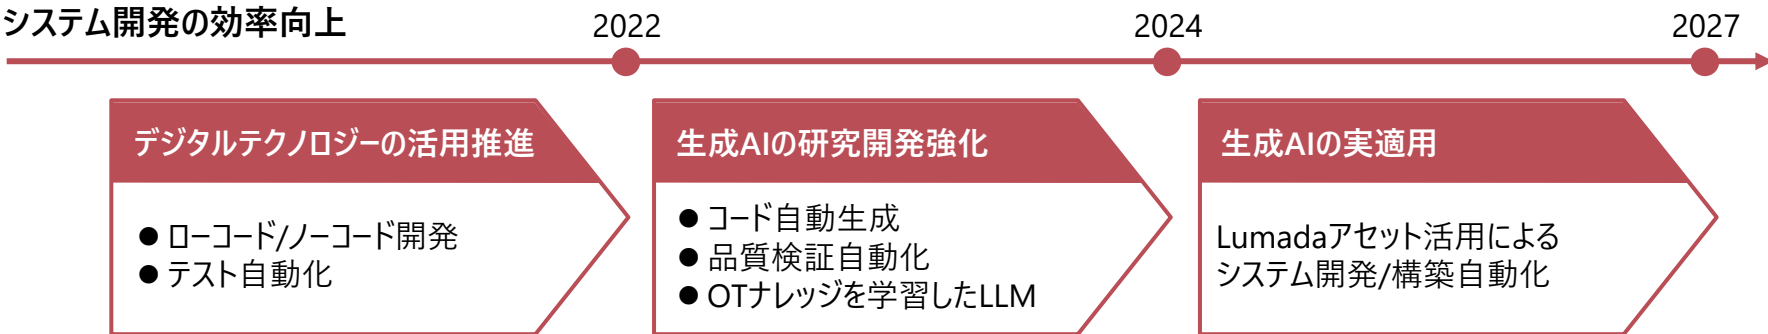 システム開発の効率向上
2022
2024
2027
デジタルテクノロジーの活用推進
● ローコード/ノーコード開発
● テスト自動化
生成AIの研究開発強化
● コード自動生成
● 品質検証自動化
● OTナレッジを学習したLLM
生成AIの実適用
Lumadaアセット活用による
システム開発/構築自動化